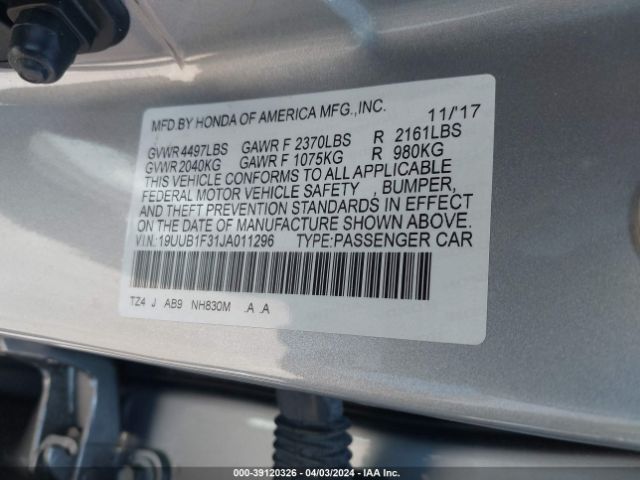 MFD BY HONDA OF AMERICA MFG.,INC. 11/'17
GVWR 4497LBS GAWR F 2370LBS R 2161LBS
GVWR 2040KG GAWR F 1075KG R 980KG
THIS VEHICLE CONFORMS TO ALL APPLICABLE
FEDERAL MOTOR VEHICLE SAFETY , BUMPER,
AND THEFT PREVENTION STANDARDS IN EFFECT
ON THE DATE OF MANUFACTURE SHOWN ABOVE.
V.I.N.:19UUB1F31JA011296 TYPE:PASSENGER CAR
TZ4 J AB9 NH830M .A .A
000-39120326 - 04/03/2024 - IAA Inc.